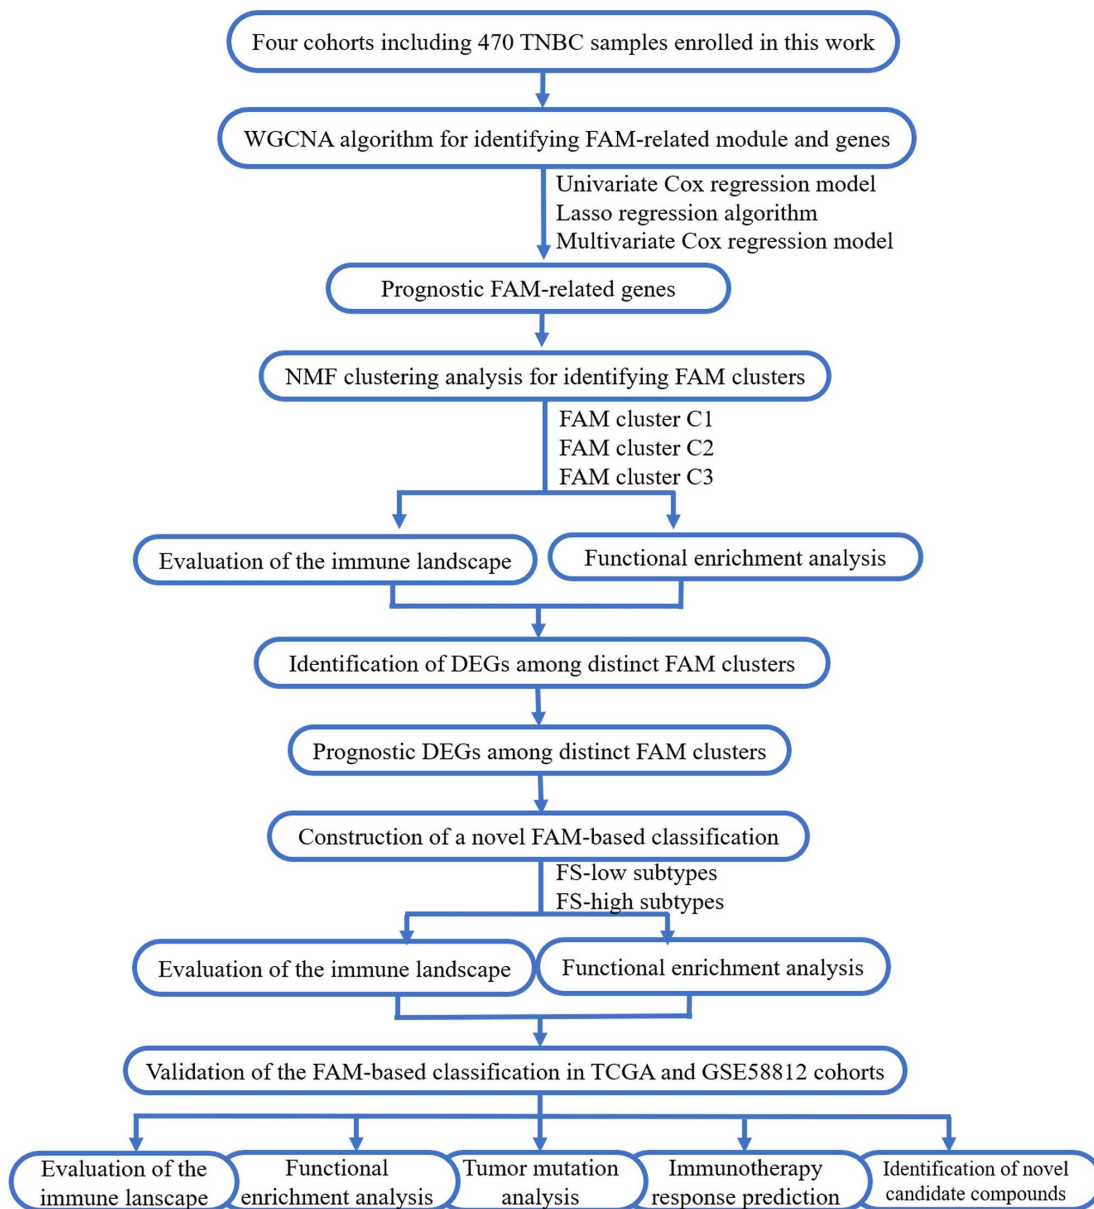 Four cohorts including 470 TNBC samples enrolled in this work
WGCNA algorithm for identifying FAM-related module and genes
Univariate Cox regression model
Lasso regression algorithm
Multivariate Cox regression model
Prognostic FAM-related genes
NMF clustering analysis for identifying FAM clusters
FAM cluster C1
FAM cluster C2
FAM cluster C3
Evaluation of the immune landscape
Functional enrichment analysis
Identification of DEGs among distinct FAM clusters
Prognostic DEGs among distinct FAM clusters
Construction of a novel FAM-based classification
FS-low subtypes
FS-high subtypes
Evaluation of the immune landscape
Functional enrichment analysis
Validation of the FAM-based classification in TCGA and GSE58812 cohorts
Evaluation of the
immune lanscape
Functional
enrichment analysis
Tumor mutation
analysis
Immunotherapy
response prediction
Identification of novel
candidate compounds